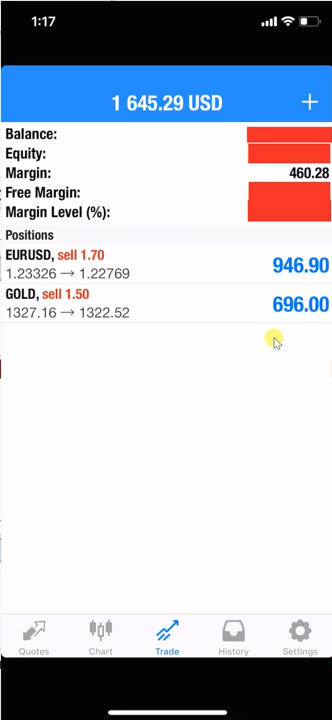 1:17
1 645.29 USD
Balance:
Equity:
Margin: 460.28
Free Margin:
Margin Level (%):
Positions
EURUSD, sell 1.70
1.23326 → 1.22769 946.90
GOLD, sell 1.50
1327.16 → 1322.52 696.00
Quotes Chart Trade History Settings